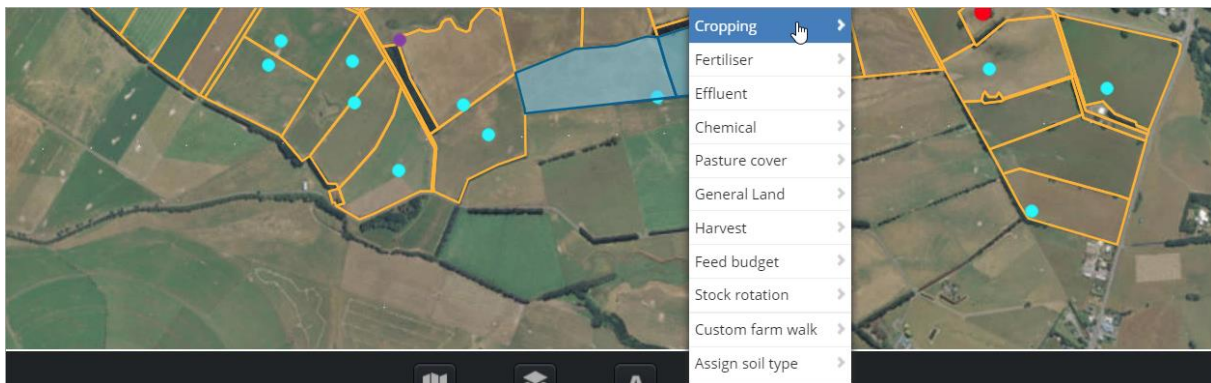 Cropping
Fertiliser
Effluent
Chemical
Pasture cover
General Land
Harvest
Feed budget
Stock rotation
Custom farm walk
Assign soil type
A